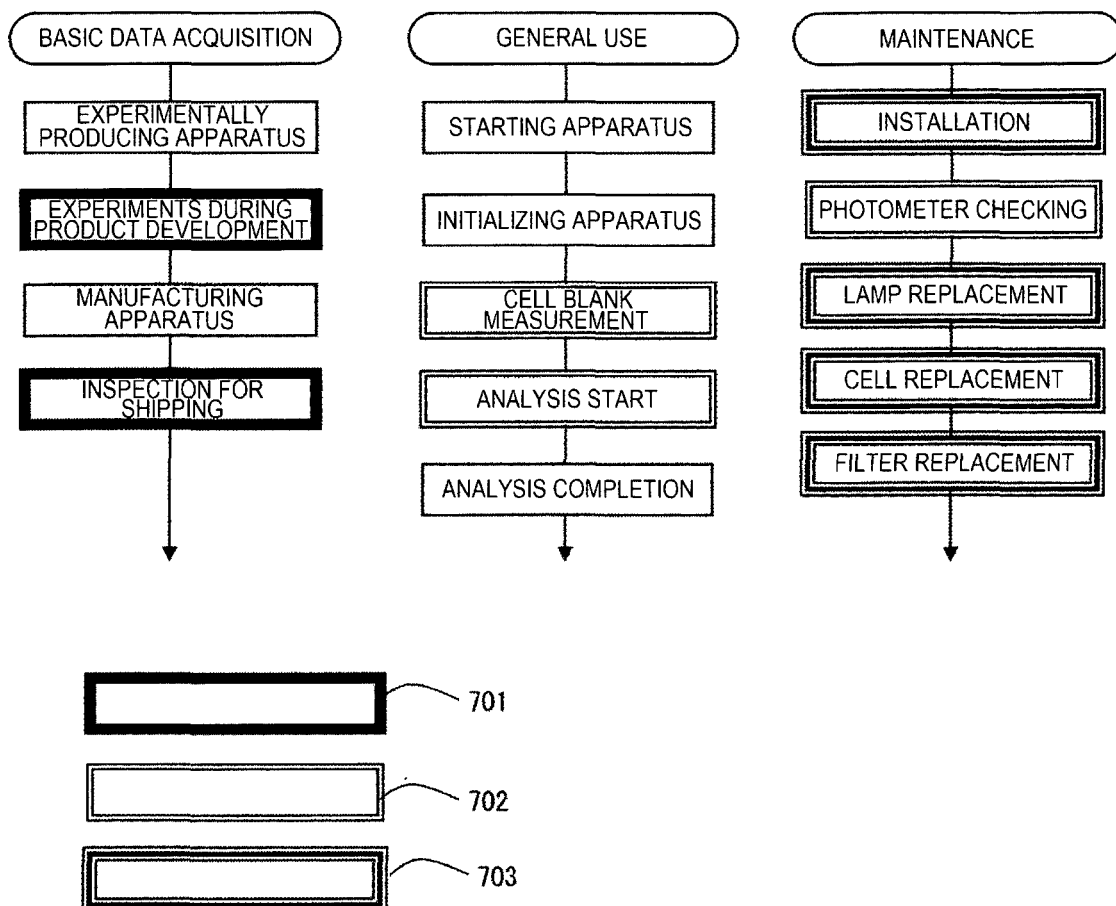 BASIC DATA ACQUISITION
EXPERIMENTALLY
PRODUCING APPARATUS
EXPERIMENTS DURING
PRODUCT DEVELOPMENT
MANUFACTURING
APPARATUS
INSPECTION FOR
SHIPPING
GENERAL USE
STARTING APPARATUS
INITIALIZING APPARATUS
CELL BLANK
MEASUREMENT
ANALYSIS START
ANALYSIS COMPLETION
MAINTENANCE
INSTALLATION
PHOTOMETER CHECKING
LAMP REPLACEMENT
CELL REPLACEMENT
FILTER REPLACEMENT
701
702
703